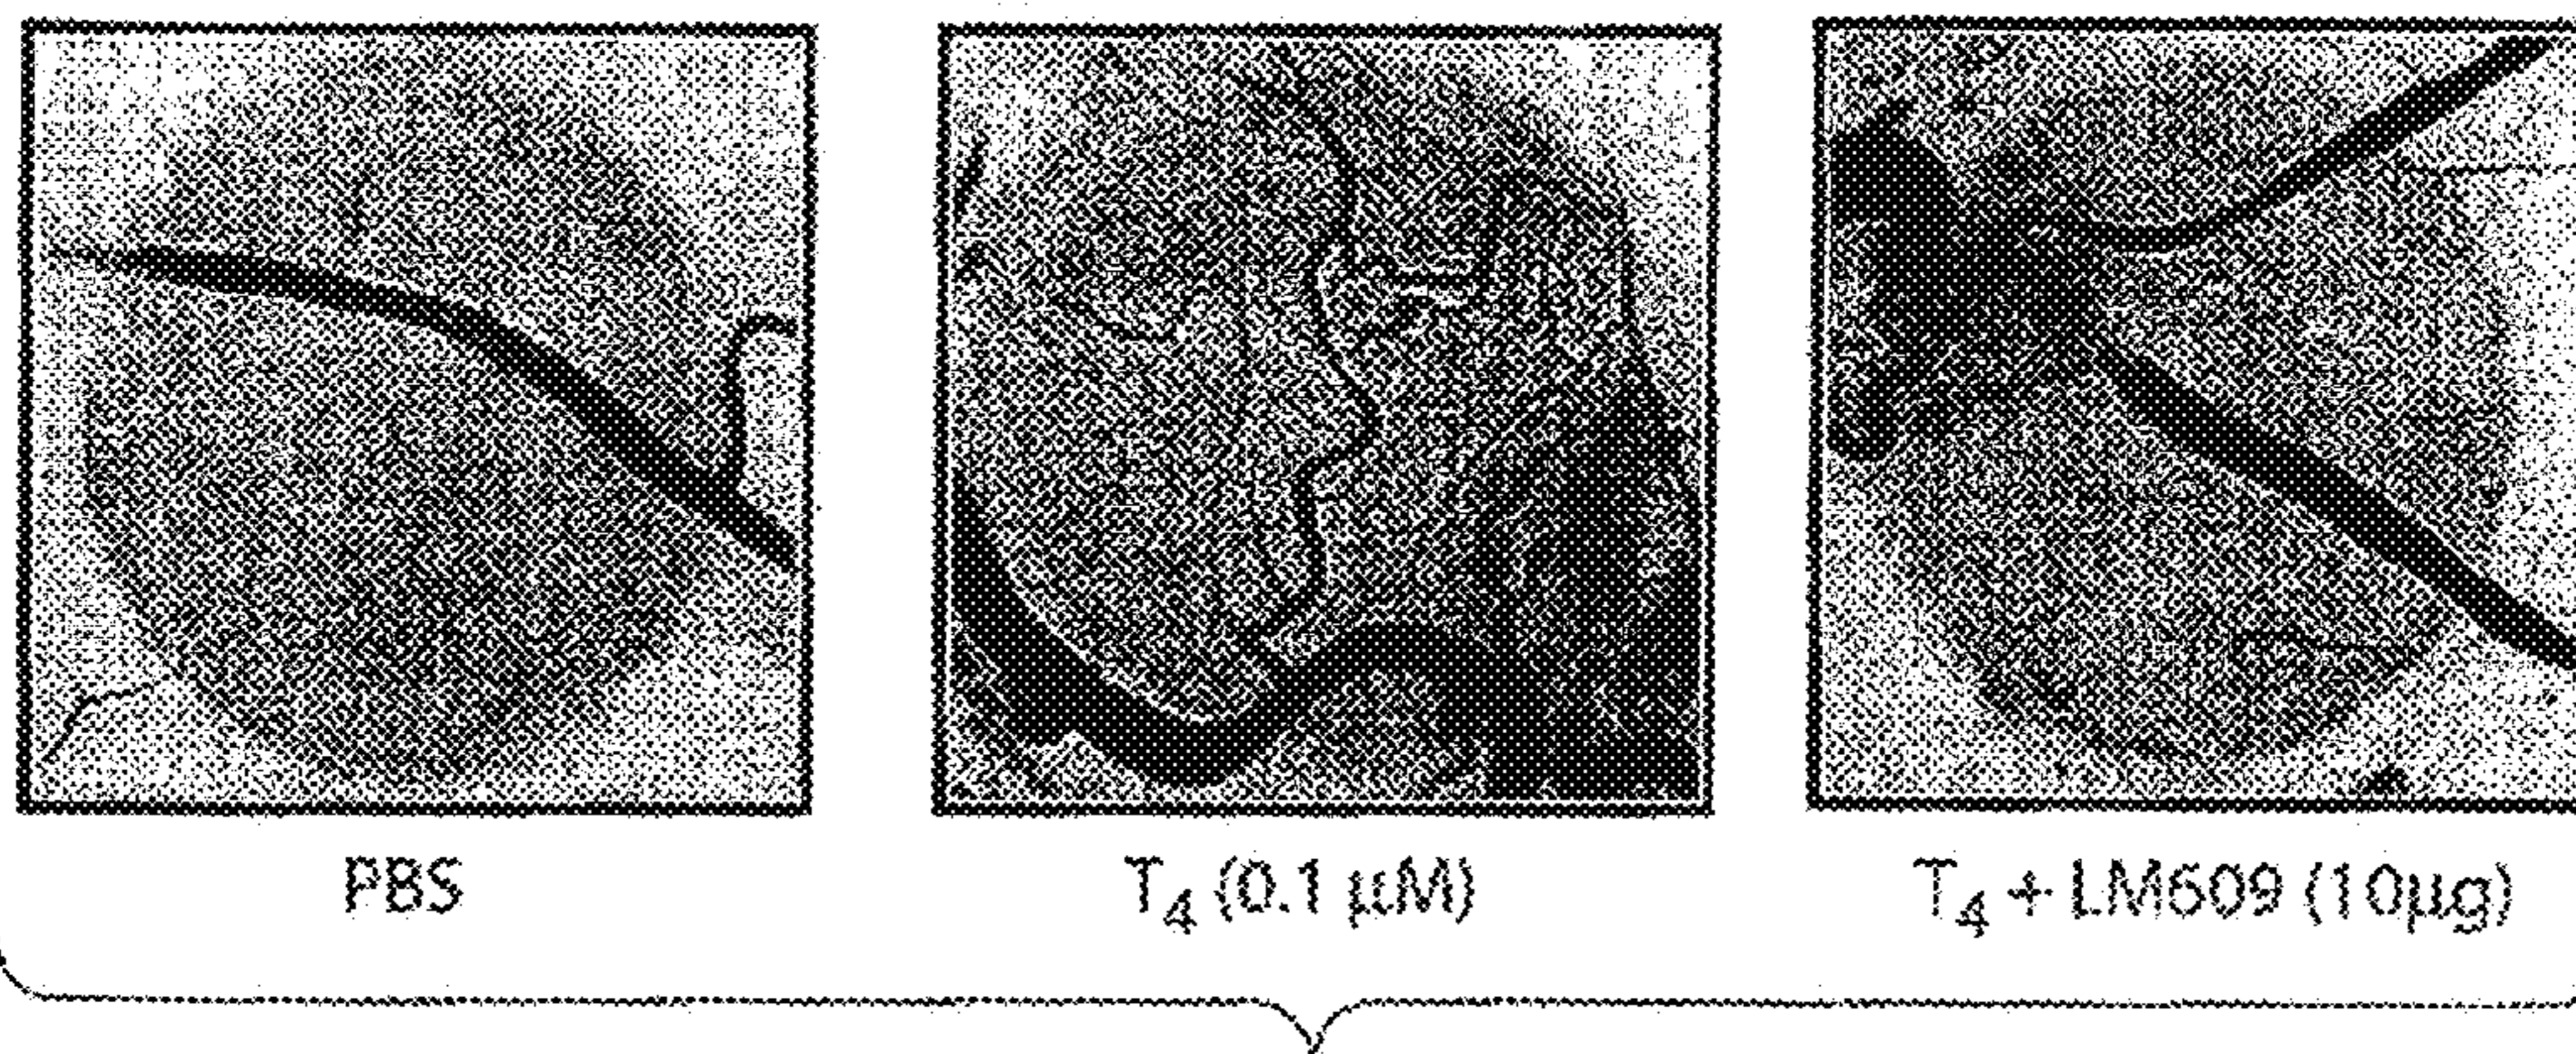 PBS
T₄ (0.1 μM)
T₄ + LM609 (10μg)